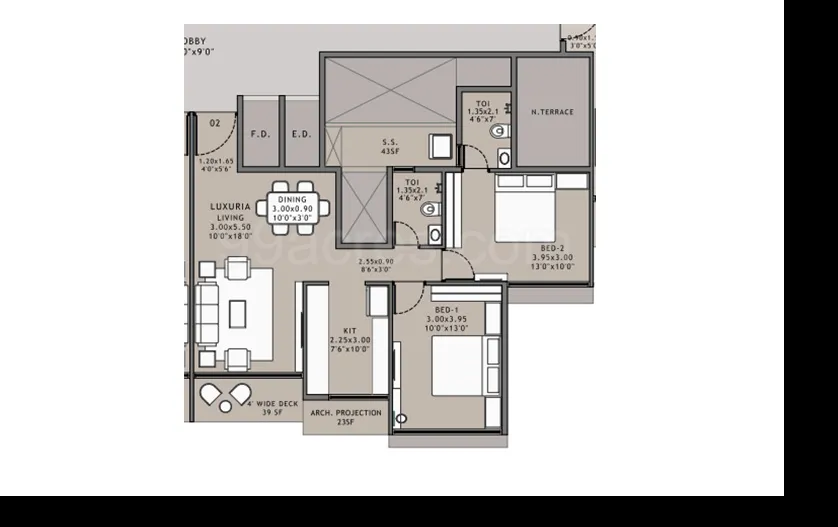 OBBY
0"x9'0"
0.90x1.
3'0"x5'0
02
F.D.
E.D.
S.S.
43SF
TOI
1.35x2.1
4'6"x7'
N.TERRACE
1.20x1.65
4'0"x5'6"
TOI
1.35x2.1
4'6"x7'
DINING
3.00x0.90
10'0"x3'0"
LUXURIA
LIVING
3.00x5.50
10'0"x18'0"
BED-2
3.95x3.00
13'0"x10'0"
2.55x0.90
8'6"x3'0"
BED-1
3.00x3.95
10'0"x13'0"
KIT
2.25x3.00
7'6"x10'0"
4' WIDE DECK
39 SF
ARCH. PROJECTION
23SF
99acres.com